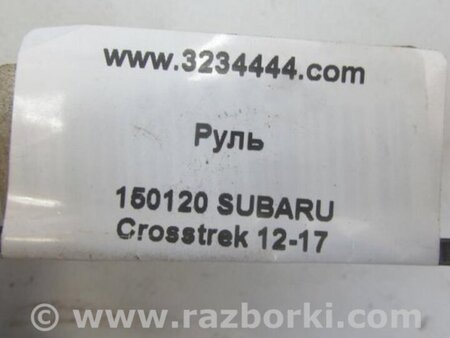 www.3234444.com
Руль
150120 SUBARU
Crosstrek 12-17
© www.razborki.com